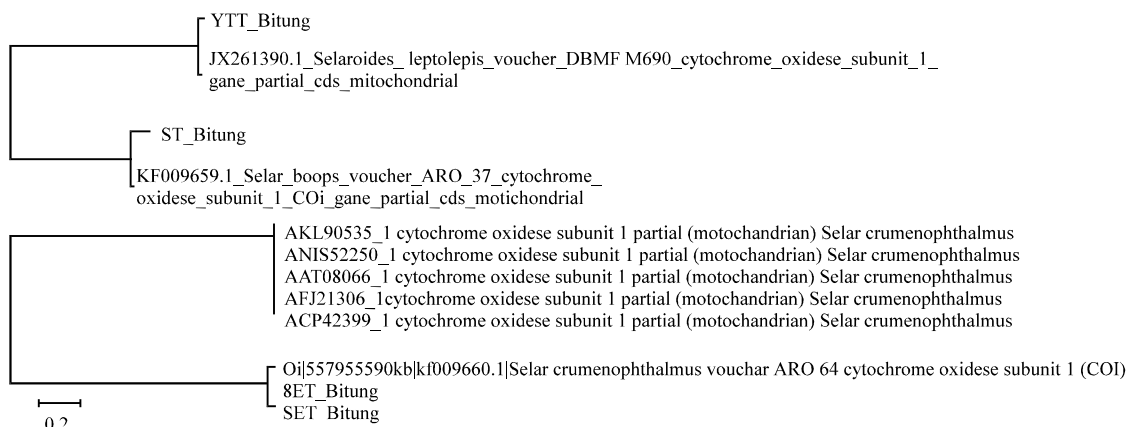 YTT_Bitung
JX261390.1_Selaroides_ leptolepis_voucher_DBMF M690_cytochrome_oxidese_subunit_1_
gane_partial_cds_mitochondrial
ST_Bitung
KF009659.1_Selar_boops_voucher_ARO_37_cytochrome_
oxidese_subunit_1_COi_gane_partial_cds_motichondrial
AKL90535_1 cytochrome oxidese subunit 1 partial (motochandrian) Selar crumenophthalmus
ANIS52250_1 cytochrome oxidese subunit 1 partial (motochandrian) Selar crumenophthalmus
AAT08066_1 cytochrome oxidese subunit 1 partial (motochandrian) Selar crumenophthalmus
AFJ21306_1cytochrome oxidese subunit 1 partial (motochandrian) Selar crumenophthalmus
ACP42399_1 cytochrome oxidese subunit 1 partial (motochandrian) Selar crumenophthalmus
Oi|557955590kb|kf009660.1|Selar crumenophthalmus vouchar ARO 64 cytochrome oxidese subunit 1 (COI)
8ET_Bitung
SET_Bitung
0.2